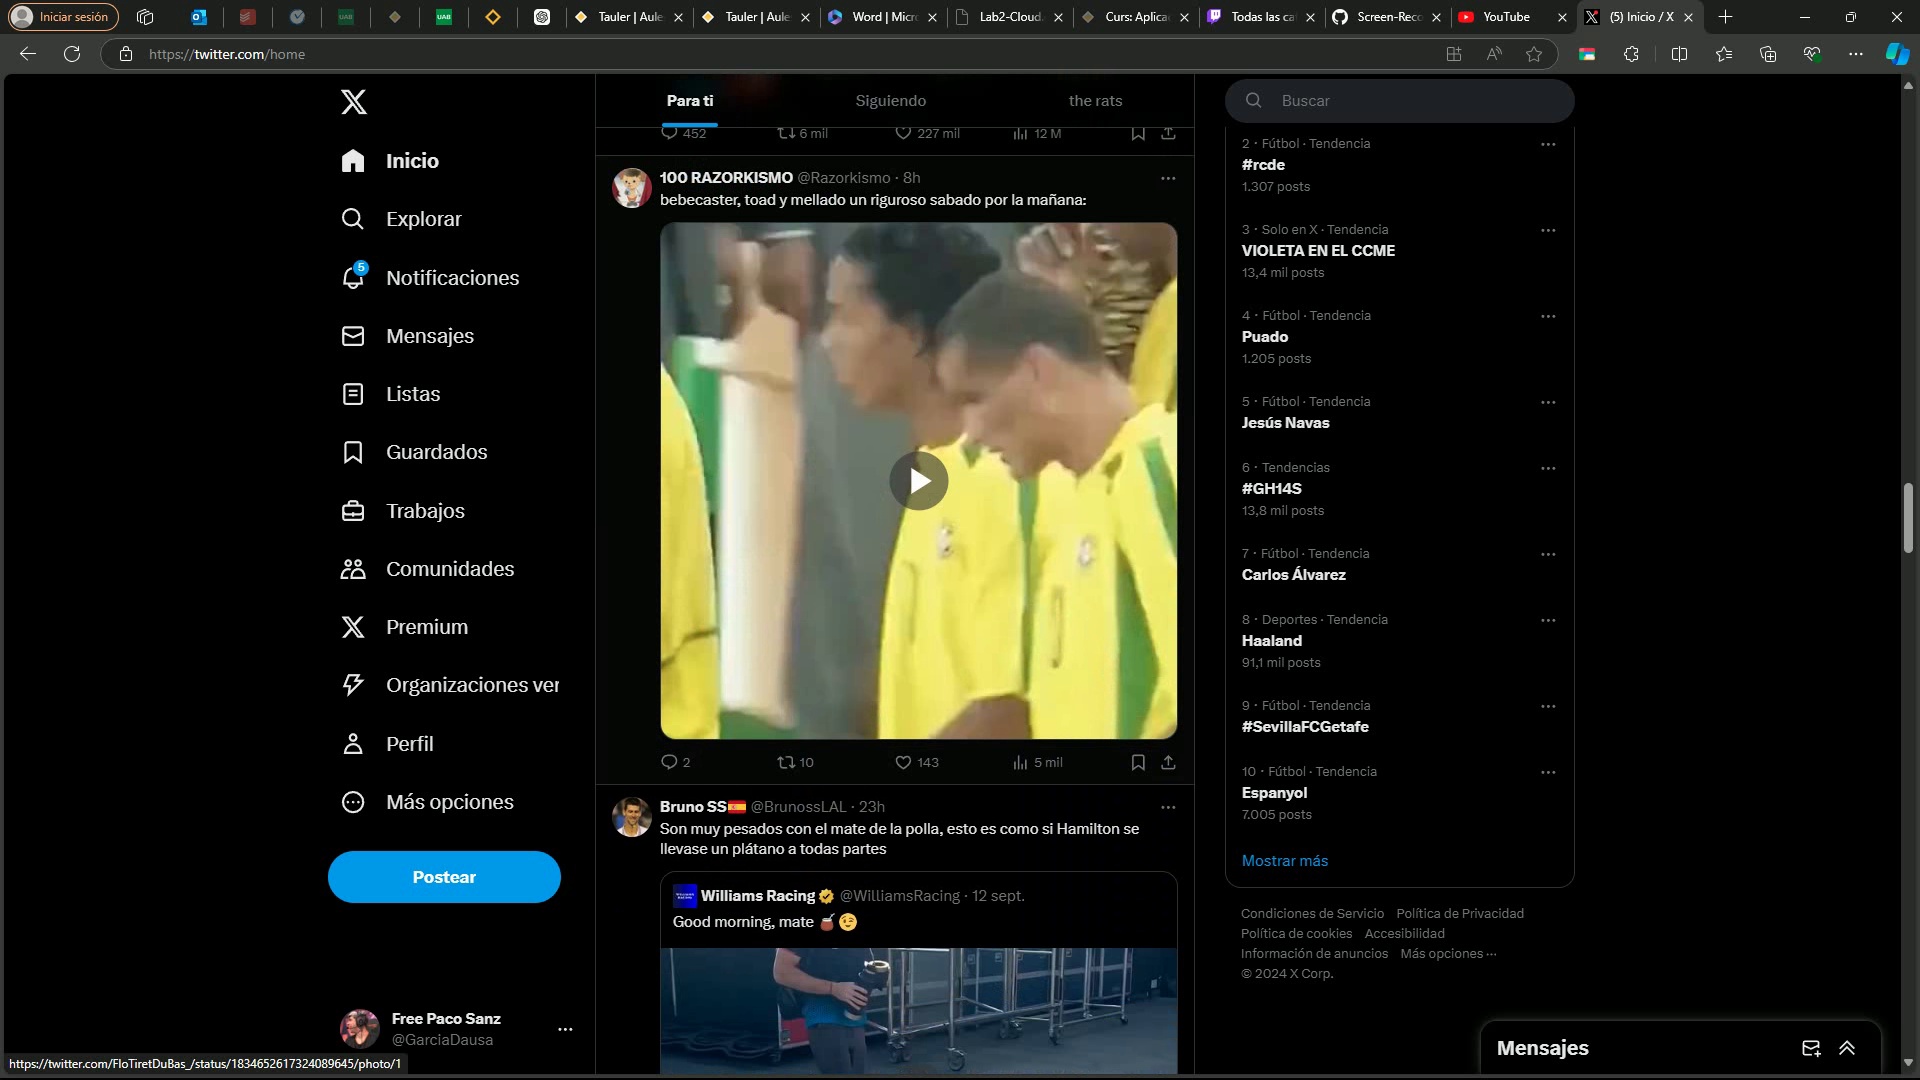 Iniciar sesión
Tauler | Aule
Tauler | Aule
Word | Micr
Lab2-Cloud
Curs: Aplica
Todas las ca
Screen-Reco
YouTube
(5) Inicio / X
https://twitter.com/home
Para ti
Siguiendo
the rats
Buscar
Inicio
Explorar
5
Notificaciones
Mensajes
Listas
Guardados
Trabajos
Comunidades
Premium
Organizaciones ver
Perfil
Más opciones
Postear
Free Paco Sanz
@GarciaDausa
https://twitter.com/FloTiretDuBas_/status/1834652617324089645/photo/1
452 6 mil 227 mil 12 M
100 RAZORKISMO @Razorkismo · 8h
bebecaster, toad y mellado un riguroso sabado por la mañana:
2 10 143 5 mil
Bruno SS @BrunossLAL · 23h
Son muy pesados con el mate de la polla, esto es como si Hamilton se
llevase un plátano a todas partes
Williams Racing @WilliamsRacing · 12 sept.
Good morning, mate 🧉😉
2 · Fútbol · Tendencia
#rcde
1.307 posts
3 · Solo en X · Tendencia
VIOLETA EN EL CCME
13,4 mil posts
4 · Fútbol · Tendencia
Puado
1.205 posts
5 · Fútbol · Tendencia
Jesús Navas
6 · Tendencias
#GH14S
13,8 mil posts
7 · Fútbol · Tendencia
Carlos Álvarez
8 · Deportes · Tendencia
Haaland
91,1 mil posts
9 · Fútbol · Tendencia
#SevillaFCGetafe
10 · Fútbol · Tendencia
Espanyol
7.005 posts
Mostrar más
Condiciones de Servicio Política de Privacidad
Política de cookies Accesibilidad
Información de anuncios Más opciones ···
© 2024 X Corp.
Mensajes